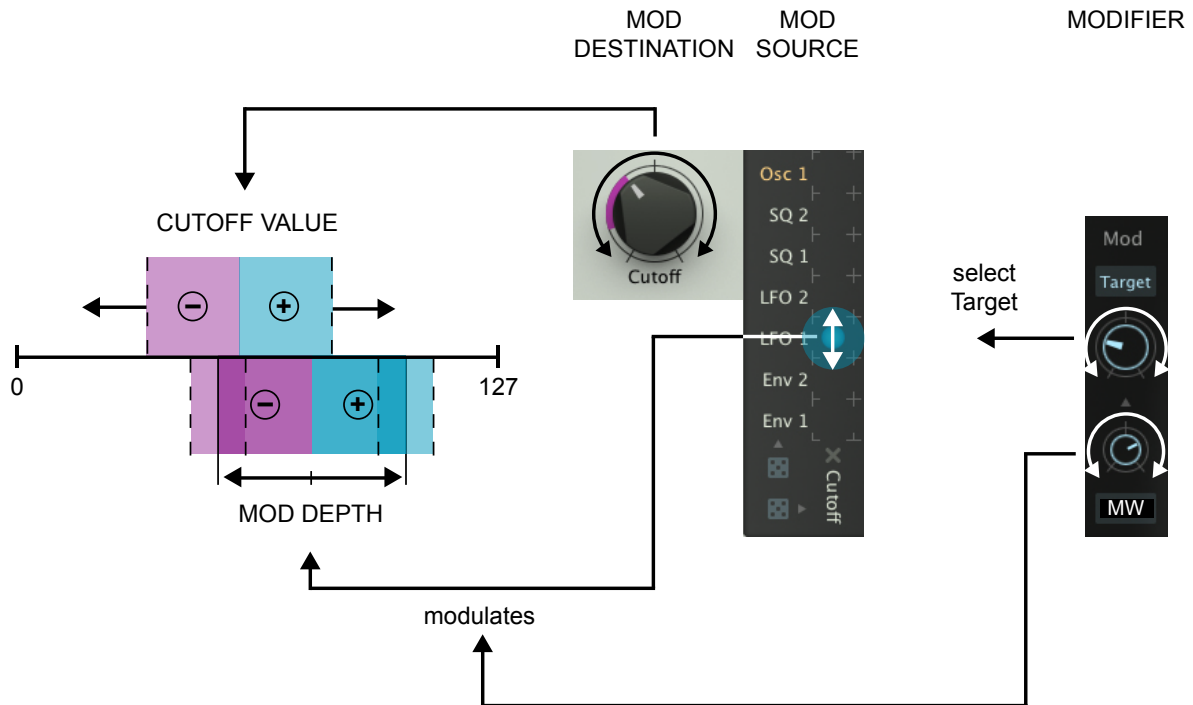 MOD
DESTINATION
MOD
SOURCE
MODIFIER
CUTOFF VALUE
0
127
MOD DEPTH
modulates
Cutoff
Osc 1
SQ 2
SQ 1
LFO 2
LFO 1
Env 2
Env 1
Cutoff
select
Target
Mod
Target
MW